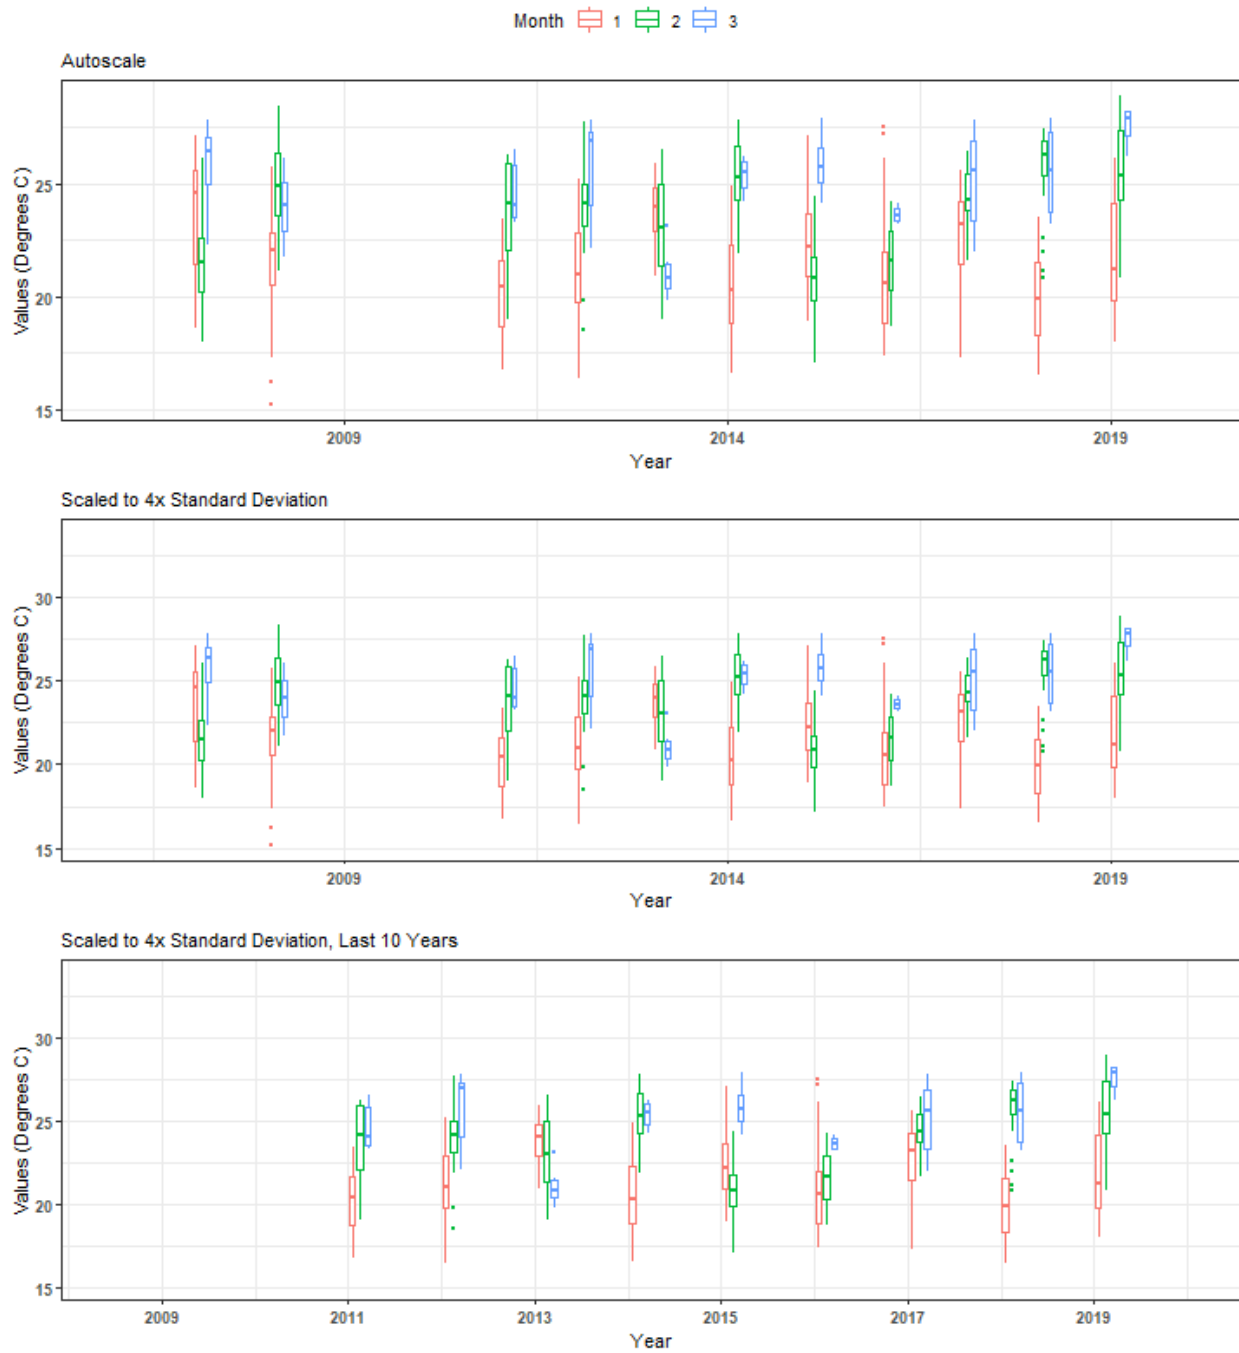 Month 1 2 3
Autoscale
Values (Degrees C)
25
20
15
2009 2014 2019
Year
Scaled to 4x Standard Deviation
Values (Degrees C)
30
25
20
15
2009 2014 2019
Year
Scaled to 4x Standard Deviation, Last 10 Years
Values (Degrees C)
30
25
20
15
2009 2011 2013 2015 2017 2019
Year